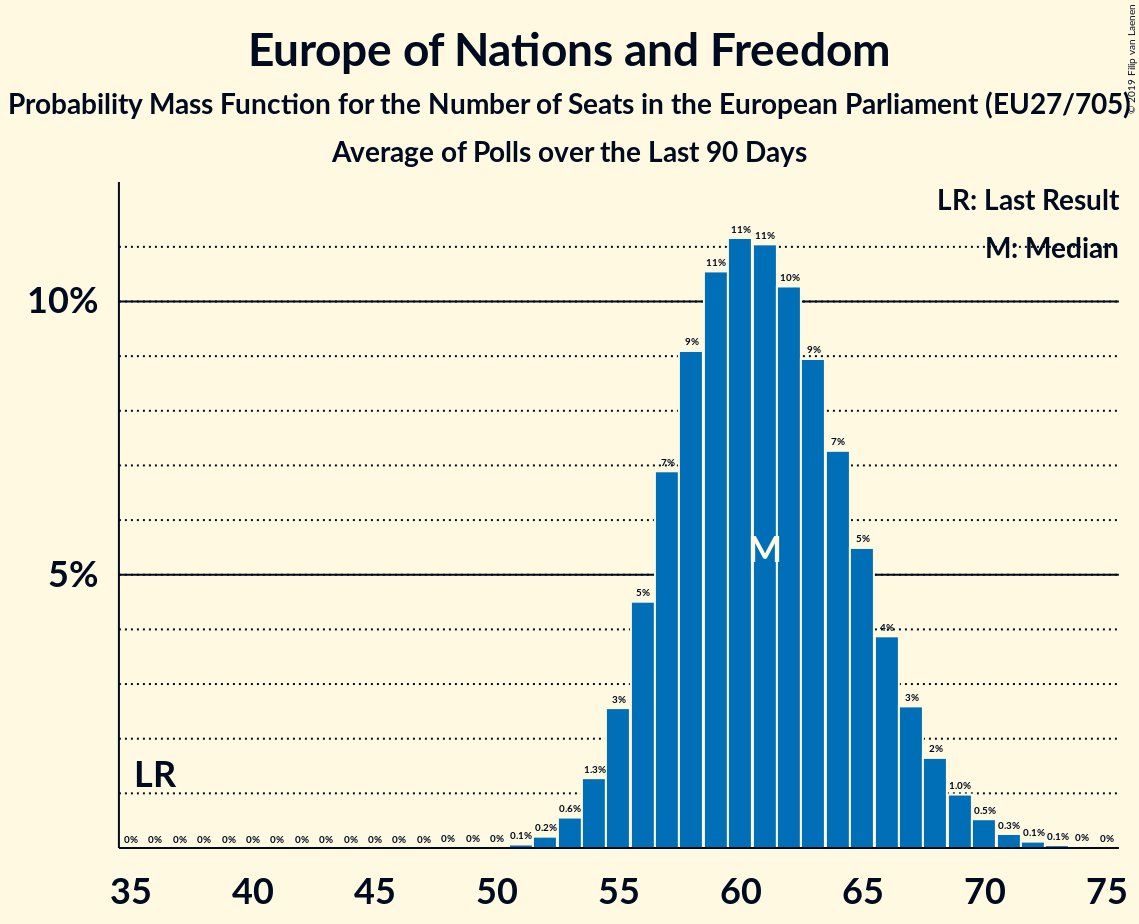 Europe of Nations and Freedom
Probability Mass Function for the Number of Seats in the European Parliament (EU27/705)
Average of Polls over the Last 90 Days
© 2019 Filip van Laenen
LR: Last Result
M: Median
11% 11%
11%
10%
10%
9%
9%
7%
7%
5%
5%
M
5%
4%
3%
3%
2%
LR
1.3%
1.0%
0.6%
0.5%
0.2%
0.3%
0% 0% 0% 0% 0% 0% 0% 0% 0% 0% 0% 0% 0% 0% 0% 0% 0.1% 0.1% 0.1% 0% 0%
35 40 45 50 55 60 65 70 75